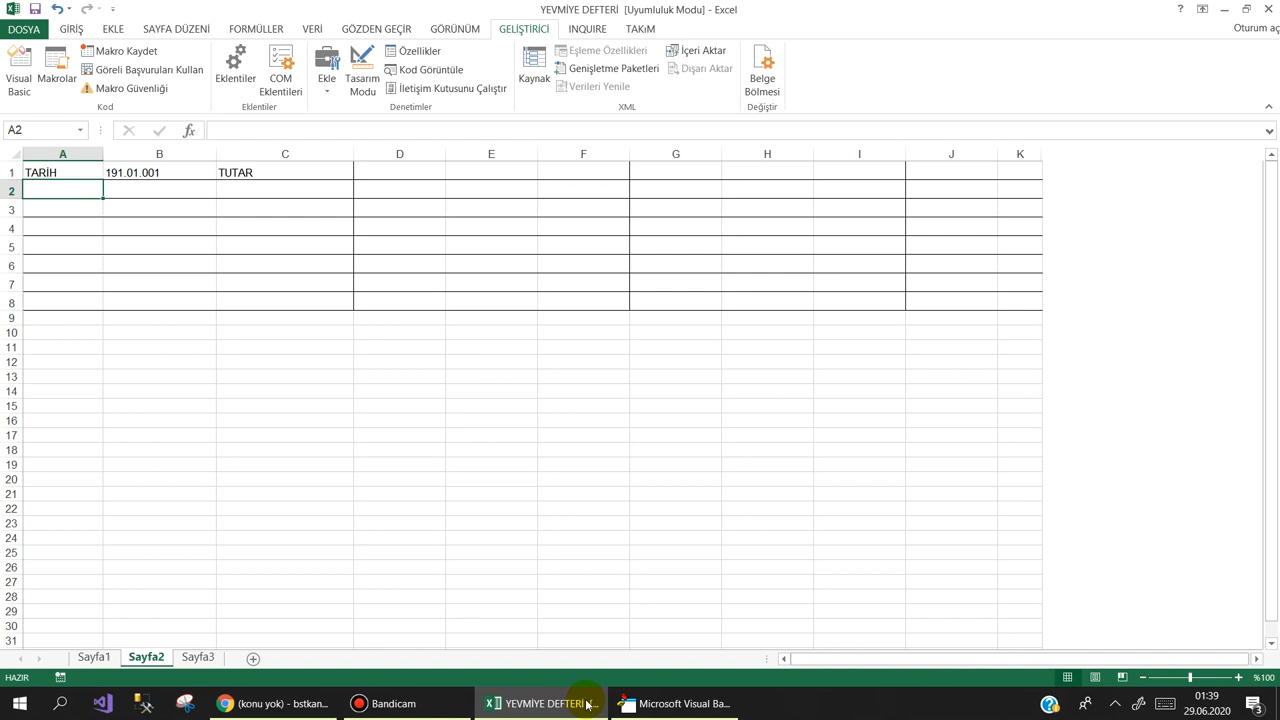 YEVMİYE DEFTERİ [Uyumluluk Modu] - Excel
Oturum aç
DOSYA GİRİŞ EKLE SAYFA DÜZENİ FORMÜLLER VERİ GÖZDEN GEÇİR GÖRÜNÜM GELİŞTİRİCİ INQUIRE TAKıM
Visual Basic
Makrolar
Makro Kaydet
Göreli Başvuruları Kullan
Makro Güvenliği
Kod
Eklentiler
COM Eklentileri
Eklentiler
Ekle
Tasarım Modu
Özellikler
Kod Görüntüle
İletişim Kutusunu Çalıştır
Denetimler
Kaynak
Eşleme Özellikleri
Genişletme Paketleri
Verileri Yenile
İçeri Aktar
Dışarı Aktar
XML
Belge Bölmesi
Değiştir
A2
fx
A B C D E F G H I J K
1 TARİH 191.01.001 TUTAR
2
3
4
5
6
7
8
9
10
11
12
13
14
15
16
17
18
19
20
21
22
23
24
25
26
27
28
29
30
31
Sayfa1 Sayfa2 Sayfa3
HAZIR
%100
(konu yok) - bstkan...
Bandicam
YEVMİYE DEFTERİ
Microsoft Visual Ba...
01:39
29.06.2020
3